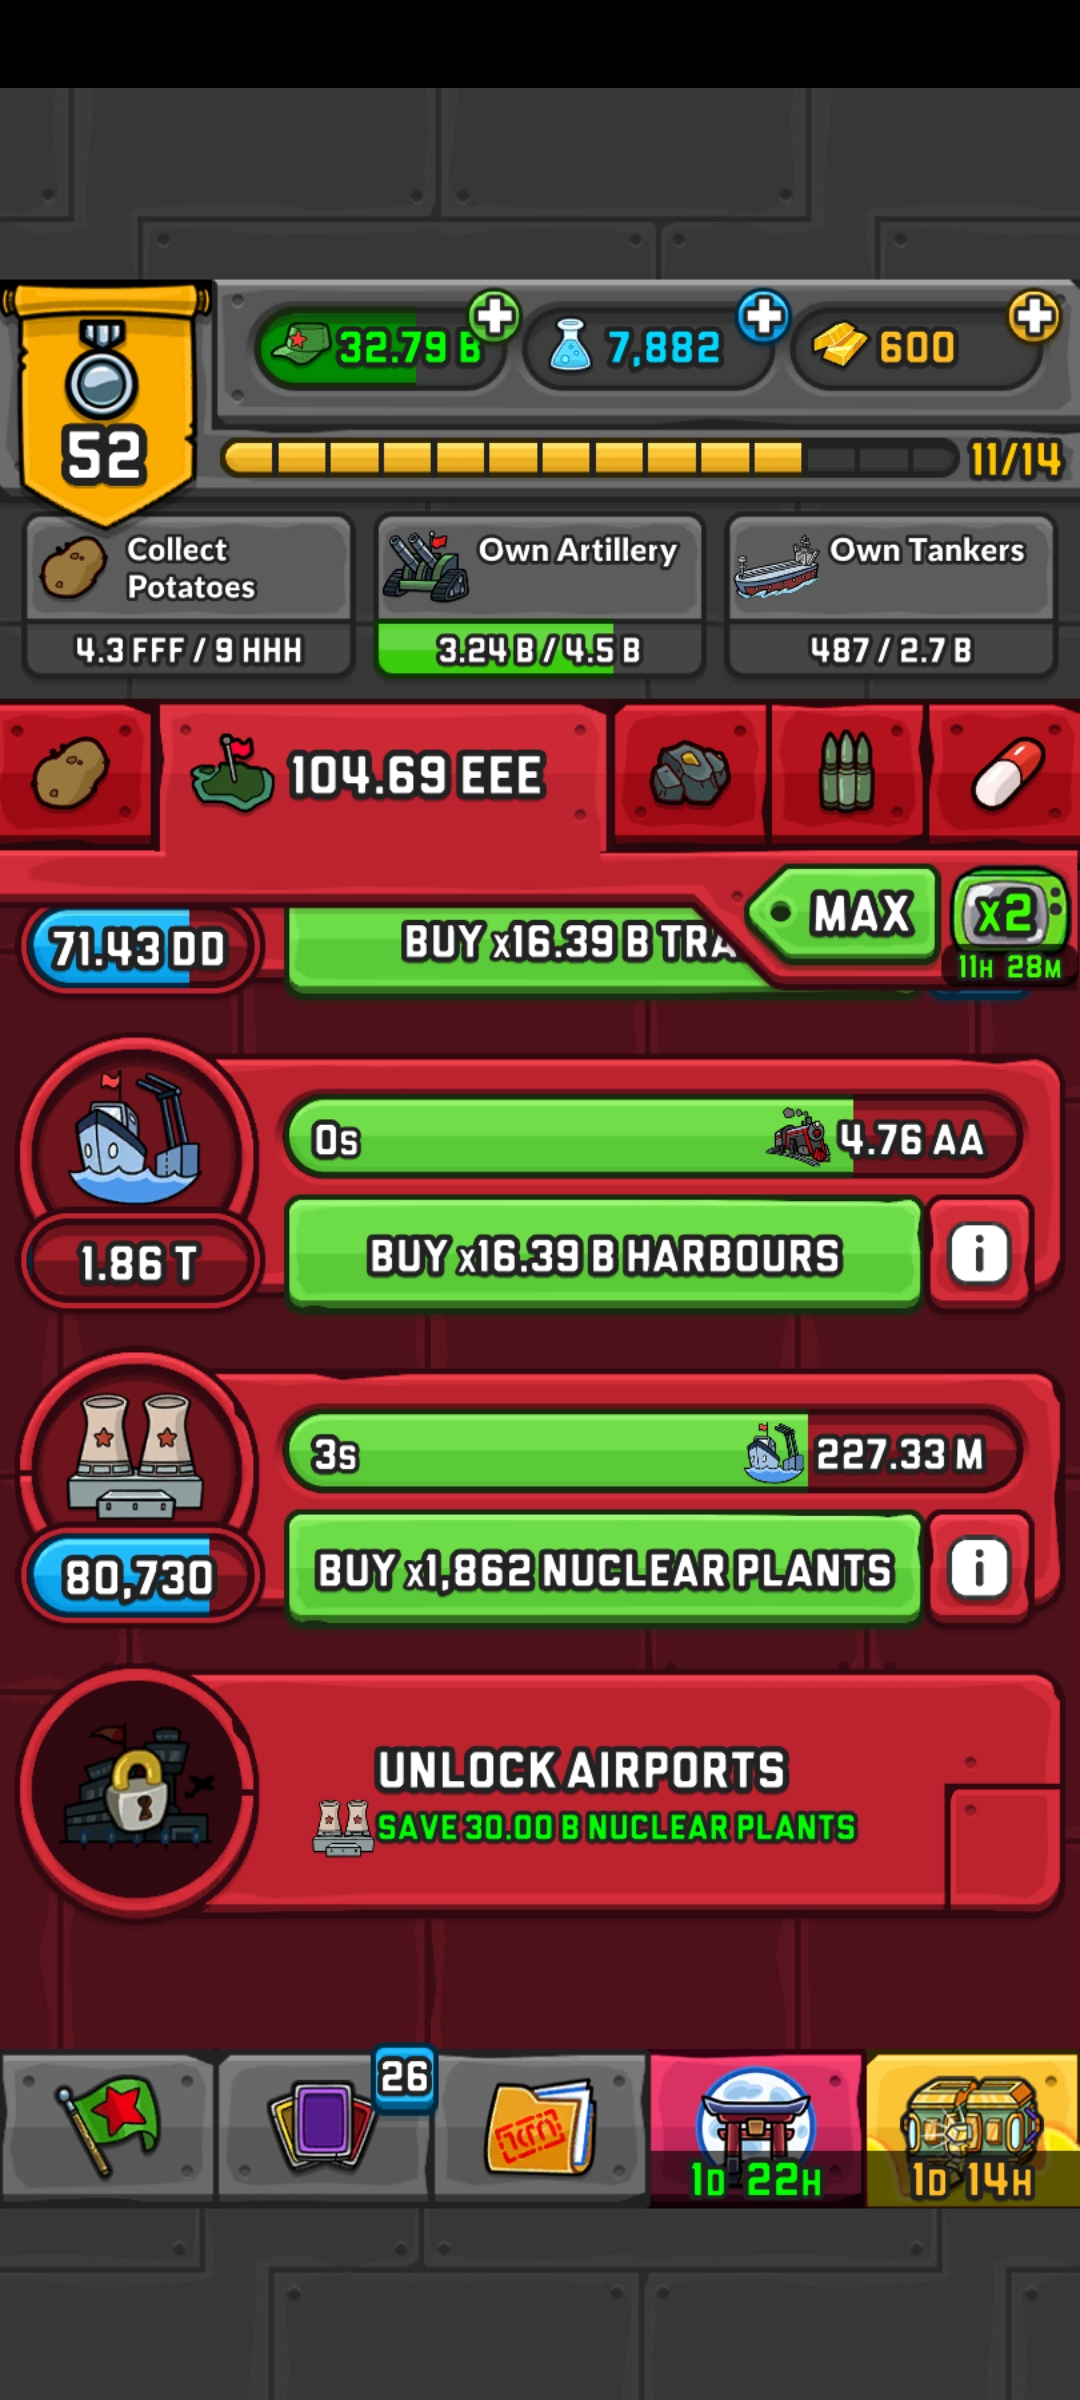 32.79 B
7,882
600
52
11/14
Collect
Potatoes
4.3 FFF / 9 HHH
Own Artillery
3.24 B / 4.5 B
Own Tankers
487 / 2.7 B
104.69 EEE
MAX
x2
11H 28M
71.43 DD
BUY x16.39 B TRA
0s
4.76 AA
1.86 T
BUY x16.39 B HARBOURS
i
3s
227.33 M
80,730
BUY x1,862 NUCLEAR PLANTS
i
UNLOCK AIRPORTS
SAVE 30.00 B NUCLEAR PLANTS
26
1D 22H
1D 14H